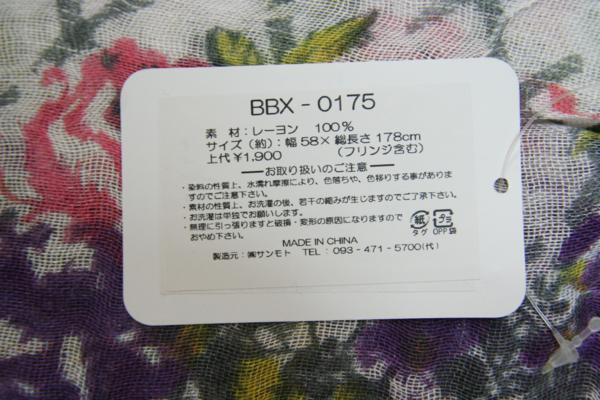 BBX - 0175
素 材：レーヨン 100％
サイズ（約）：幅 58×総長さ 178cm
上代 ¥1,900 （フリンジ含む）
お取り扱いのご注意
・染料の性質上、水濡れ摩擦により、色落ちや、色移りする事があり
ますのでご注意下さい。
・素材の性質上、お洗濯の後、若干の縮みが生じますのでご了承下さい。
・お洗濯は単独でお願いします。
・無理に引っ張りますと破損・変形の原因になりますので
おやめ下さい。
紙 プラ
タグ OPP袋
MADE IN CHINA
製造元：㈱サンモト TEL：093-471-5700(代)